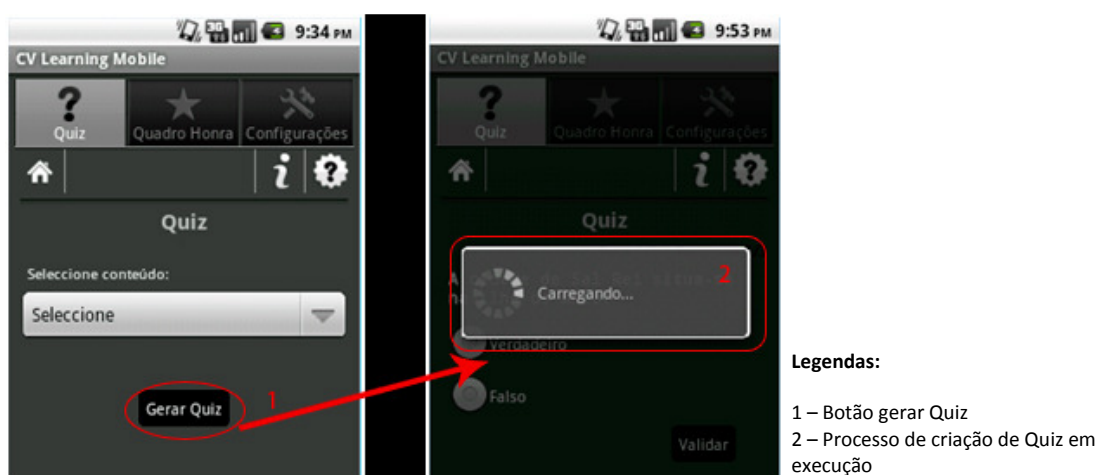 9:34 PM
CV Learning Mobile
Quiz Quadro Honra Configurações
Quiz
Seleccione conteúdo:
Seleccione
Gerar Quiz
1
9:53 PM
CV Learning Mobile
Quiz Quadro Honra Configurações
Quiz
2
Carregando...
Verdadeiro
Falso
Validar
Legendas:
1 – Botão gerar Quiz
2 – Processo de criação de Quiz em
execução